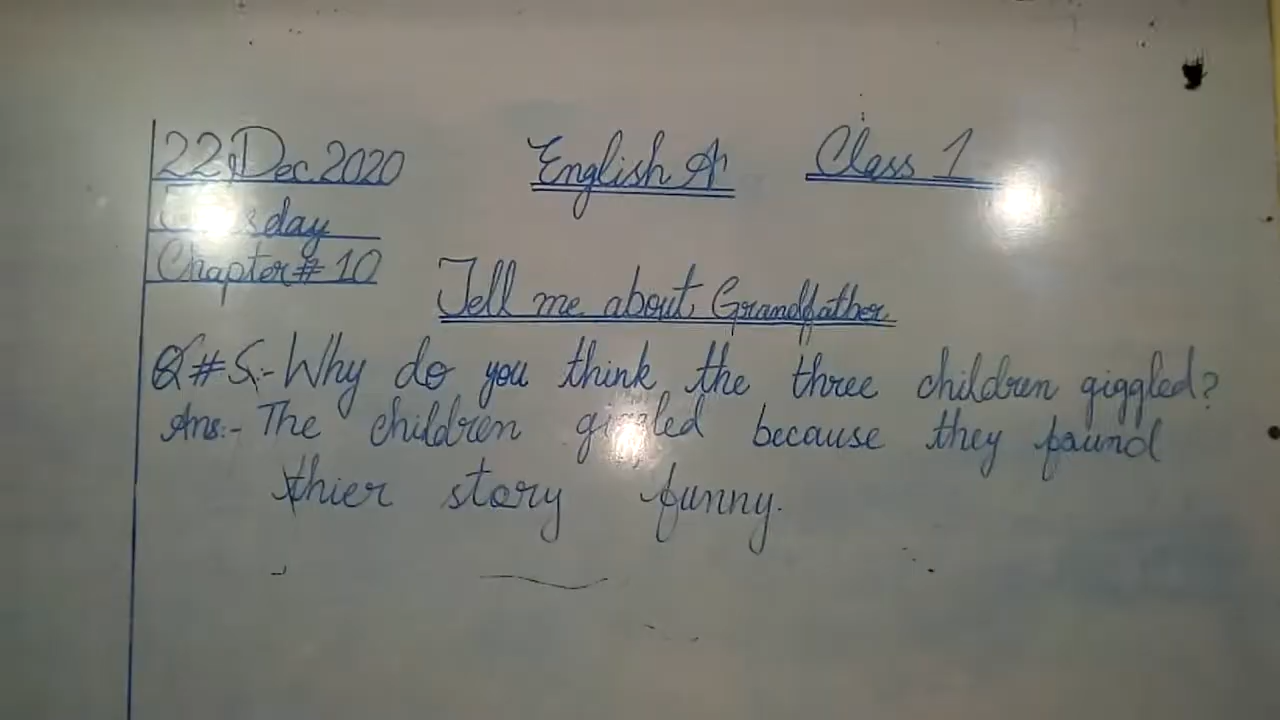 22, Dec 2020 English A Class 1
Chapter # 10
Tell me about Grandfather
Q # 5:- Why do you think the three children giggled?
Ans:- The children giggled because they found
thier story funny.